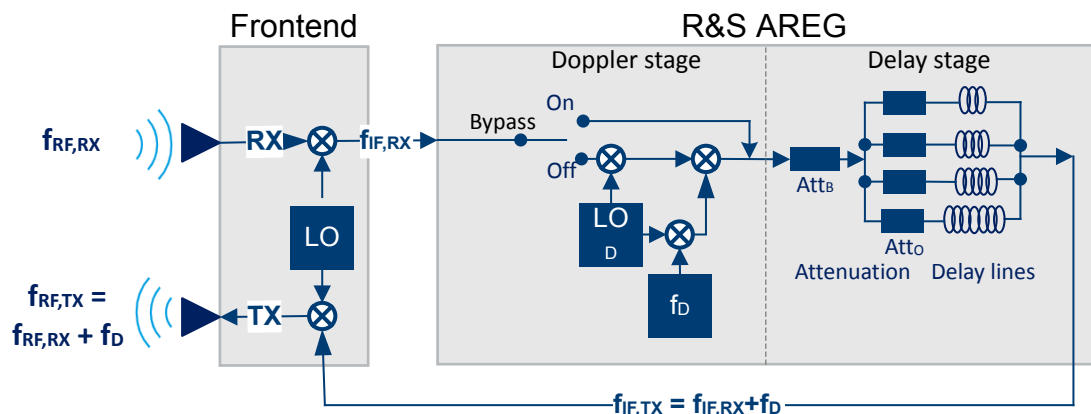 Frontend
R&S AREG
Doppler stage
Delay stage
On
Bypass
fRF,RX
RX
fIF,RX
Off
AttB
LO
LO
D
AttO
fRF,TX =
fRF,RX + fD
TX
fD
Attenuation
Delay lines
fIF,TX = fIF,RX+fD